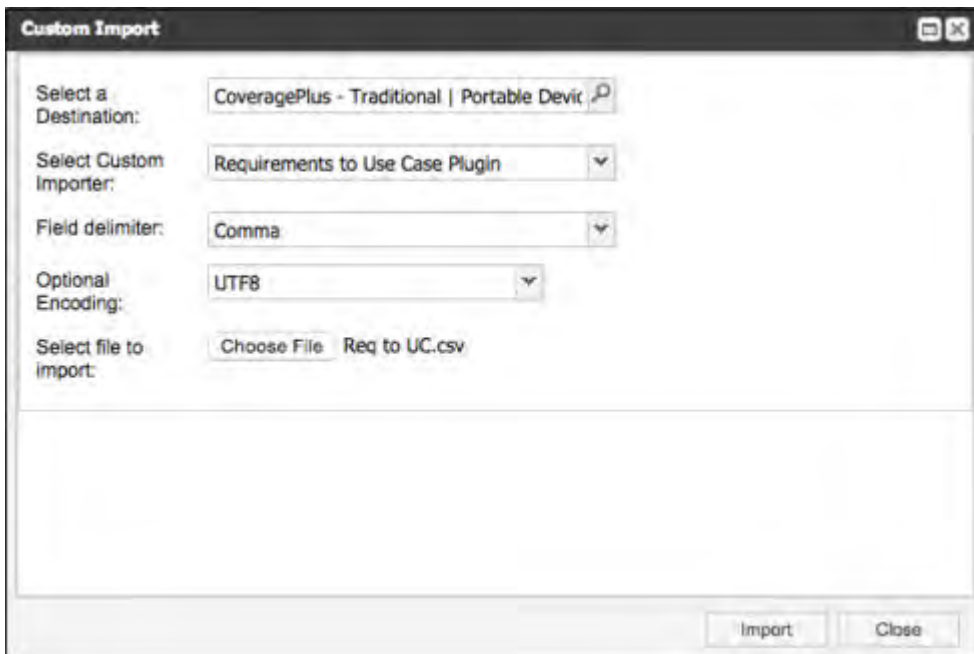 Custom Import
Select a
Destination:
CoveragePlus - Traditional | Portable Devic
Select Custom
Importer:
Requirements to Use Case Plugin
Field delimiter:
Comma
Optional
Encoding:
UTF8
Select file to
import:
Choose File Req to UC.csv
Import Close